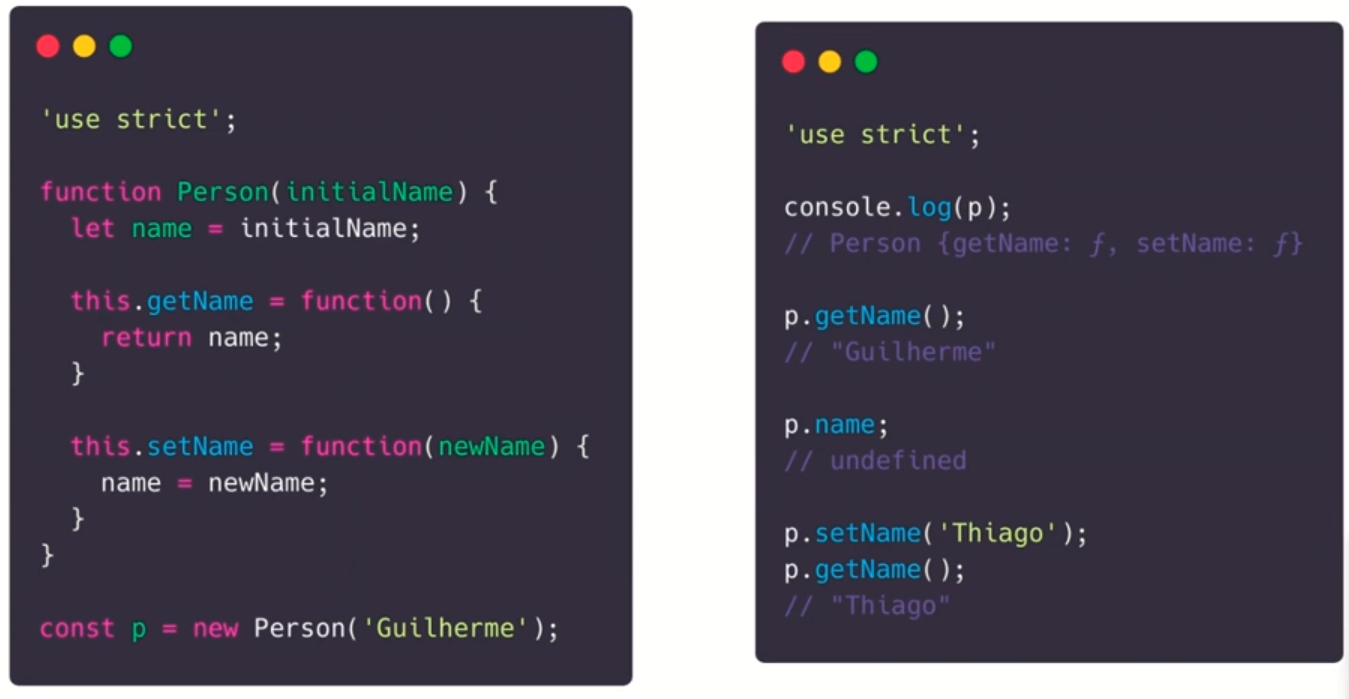 'use strict';
function Person(initialName) {
let name = initialName;
this.getName = function() {
return name;
}
this.setName = function(newName) {
name = newName;
}
}
const p = new Person('Guilherme');
'use strict';
console.log(p);
// Person {getName: ƒ, setName: ƒ}
p.getName();
// "Guilherme"
p.name;
// undefined
p.setName('Thiago');
p.getName();
// "Thiago"